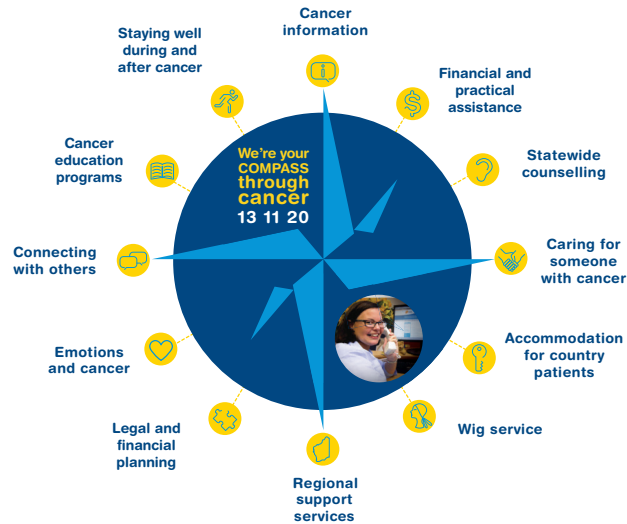 Cancer
information
Financial and
practical
assistance
Statewide
counselling
Caring for
someone
with cancer
Accommodation
for country
patients
Wig service
Regional
support
services
Legal and
financial
planning
Emotions
and cancer
Connecting
with others
Cancer
education
programs
Staying well
during and
after cancer
We're your
COMPASS
through
cancer
13 11 20